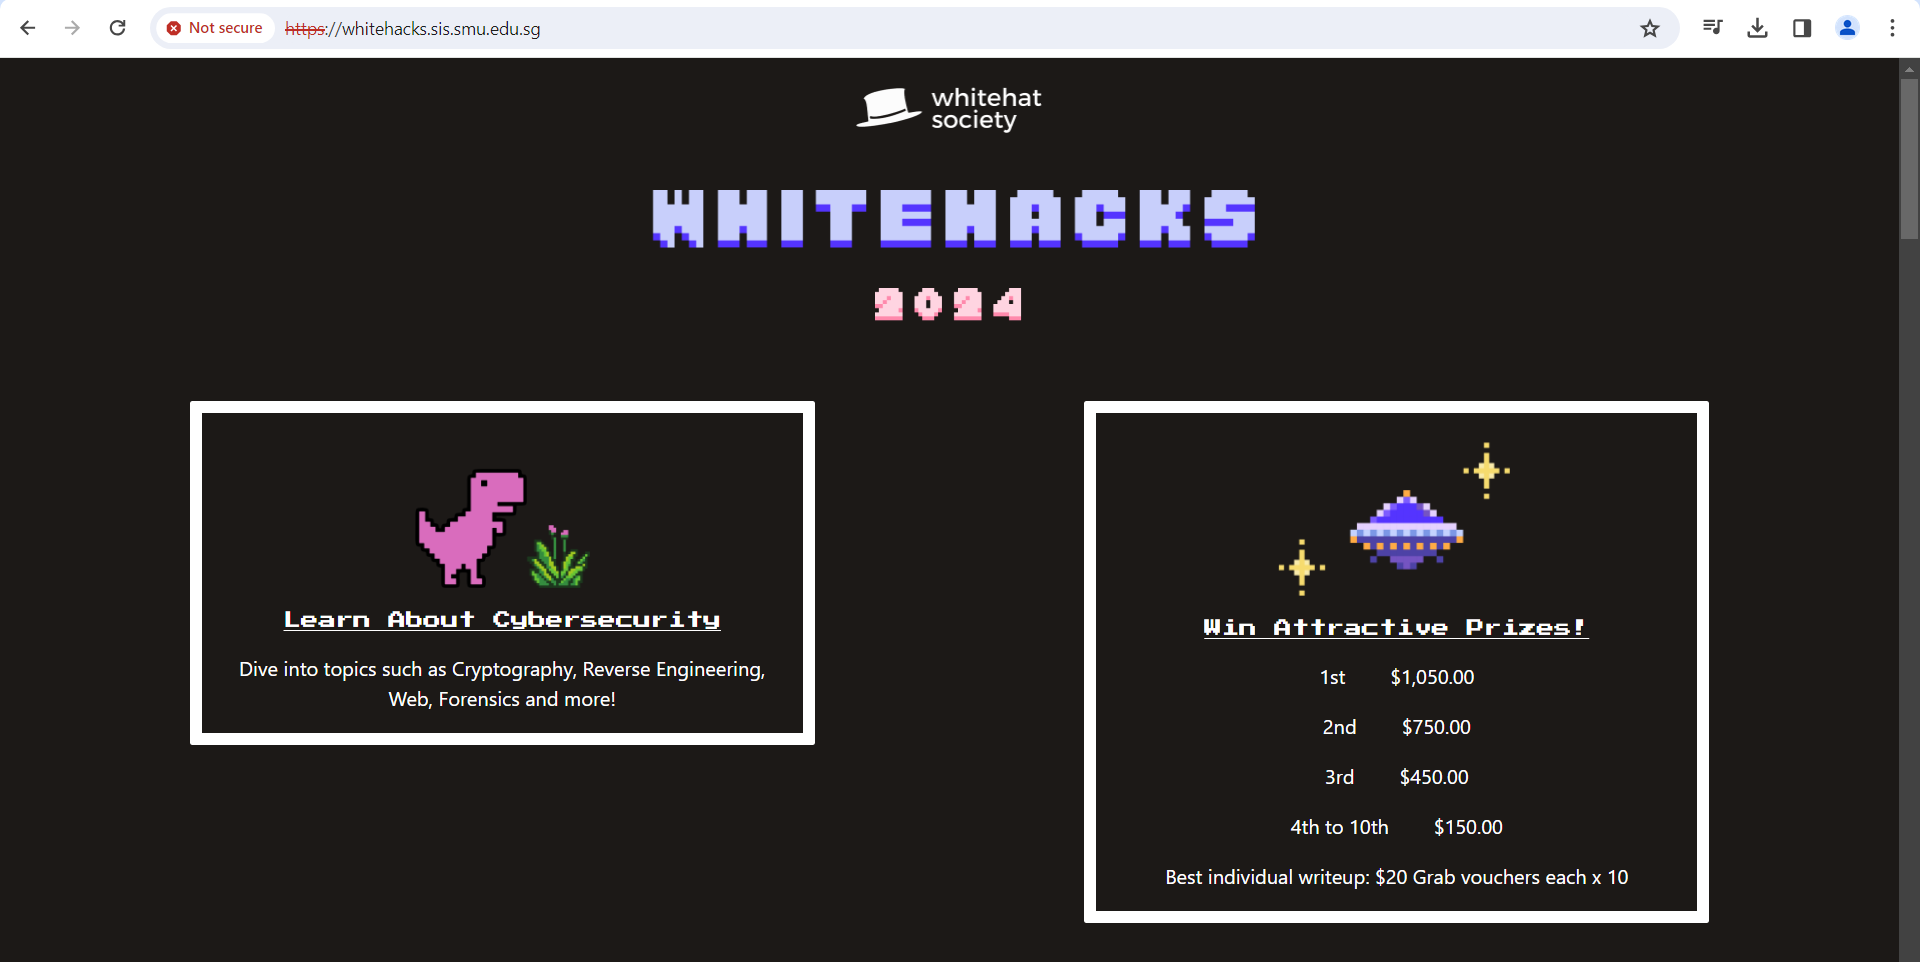 Not secure
https://whitehacks.sis.smu.edu.sg
whitehat
society
WHITEHACKS
2024
Learn About Cybersecurity
Dive into topics such as Cryptography, Reverse Engineering,
Web, Forensics and more!
Win Attractive Prizes!
1st $1,050.00
2nd $750.00
3rd $450.00
4th to 10th $150.00
Best individual writeup: $20 Grab vouchers each x 10